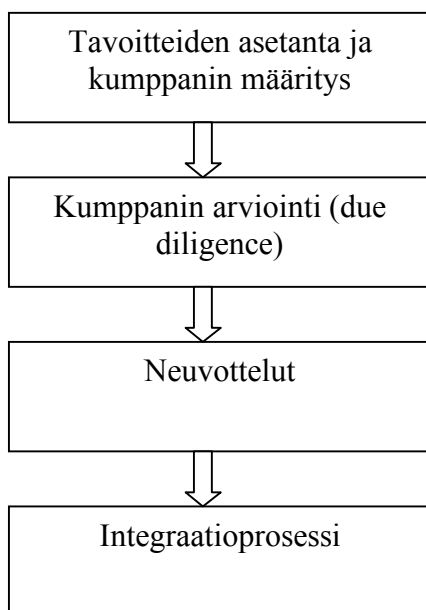 Tavoitteiden asetanta ja
kumppanin määritys
Kumppanin arviointi (due
diligence)
Neuvottelut
Integraatioprosessi